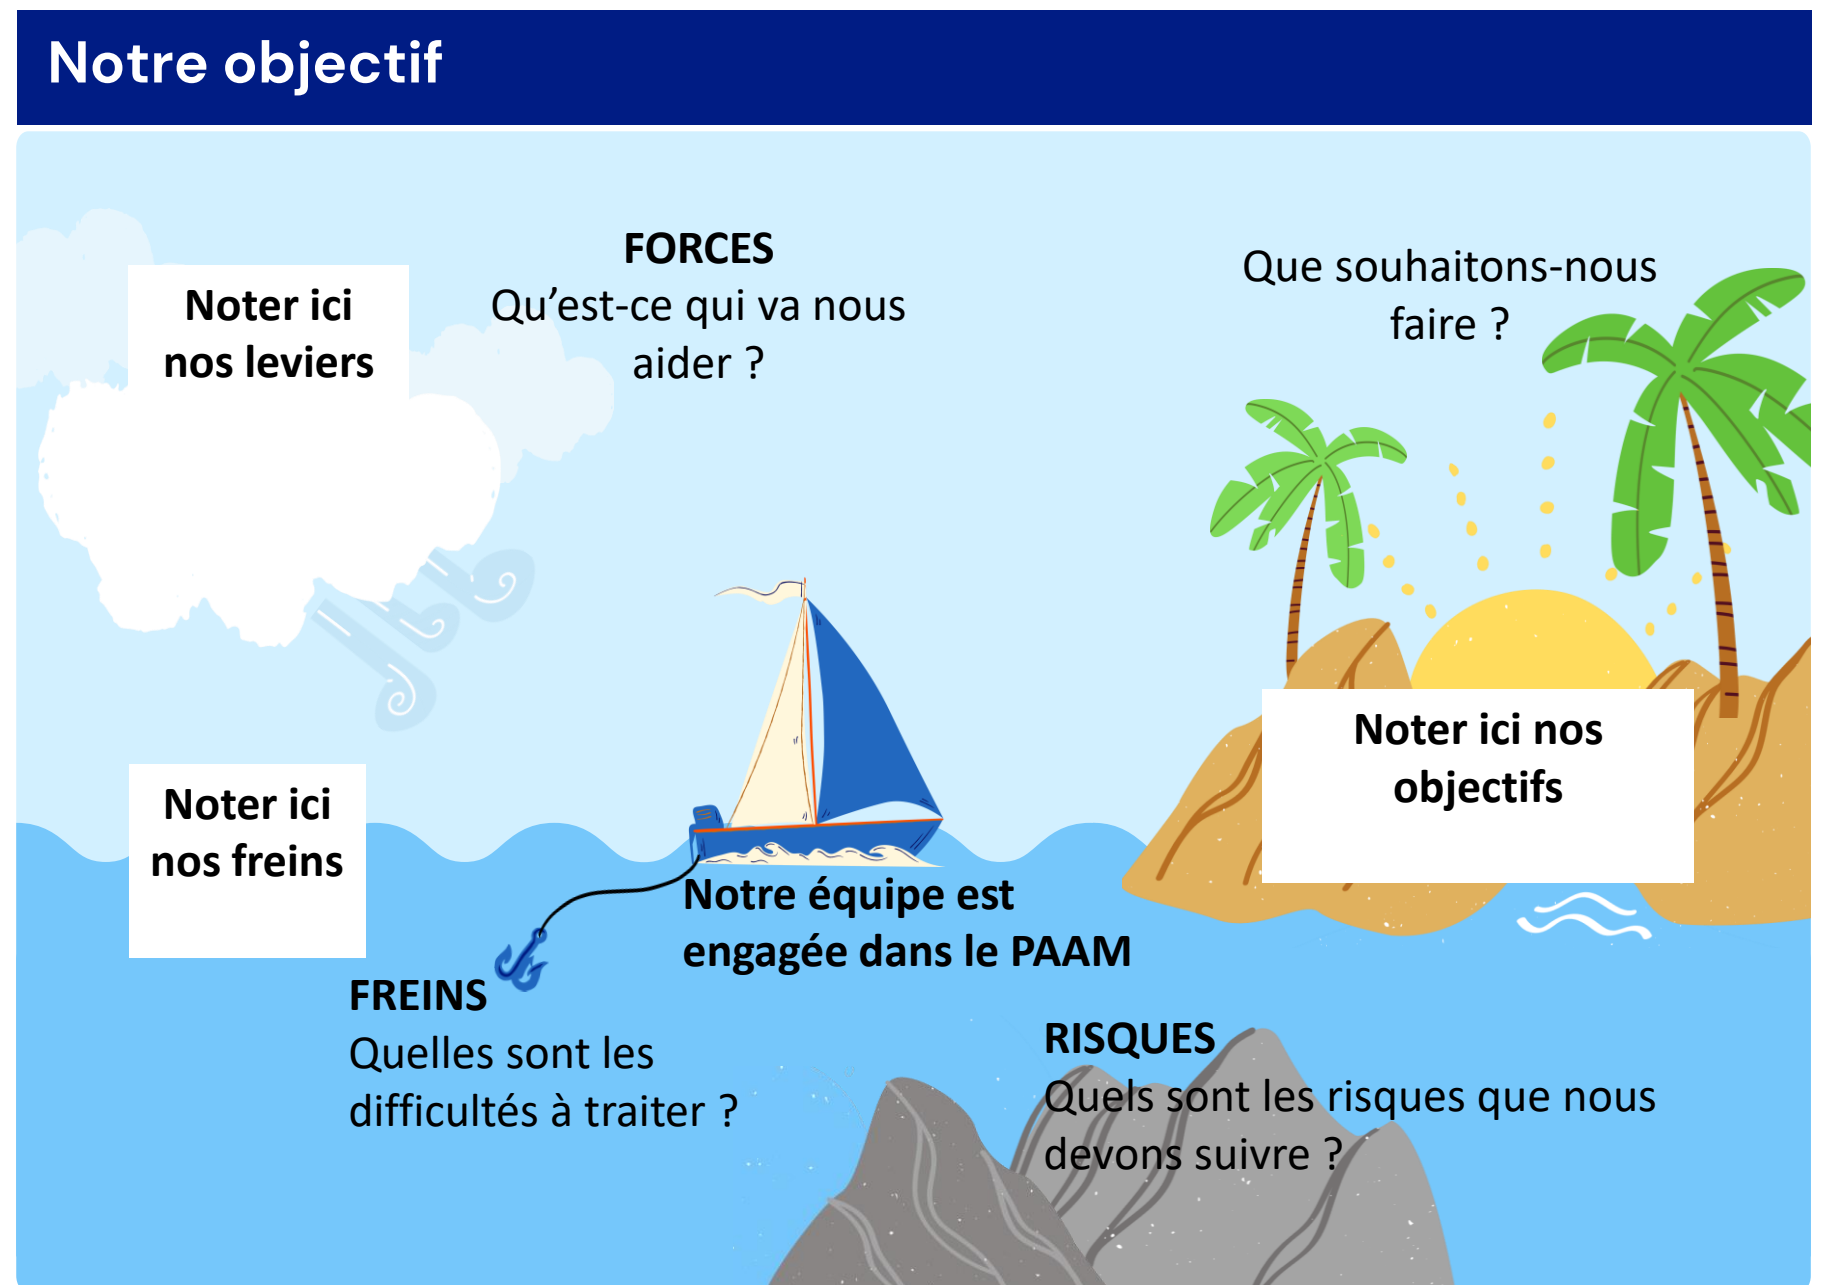 Notre objectif
FORCES
Qu’est-ce qui va nous
aider ?
Que souhaitons-nous
faire ?
Noter ici
nos leviers
Noter ici nos
objectifs
Noter ici
nos freins
Notre équipe est
engagée dans le PAAM
FREINS
Quelles sont les
difficultés à traiter ?
RISQUES
Quels sont les risques que nous
devons suivre ?